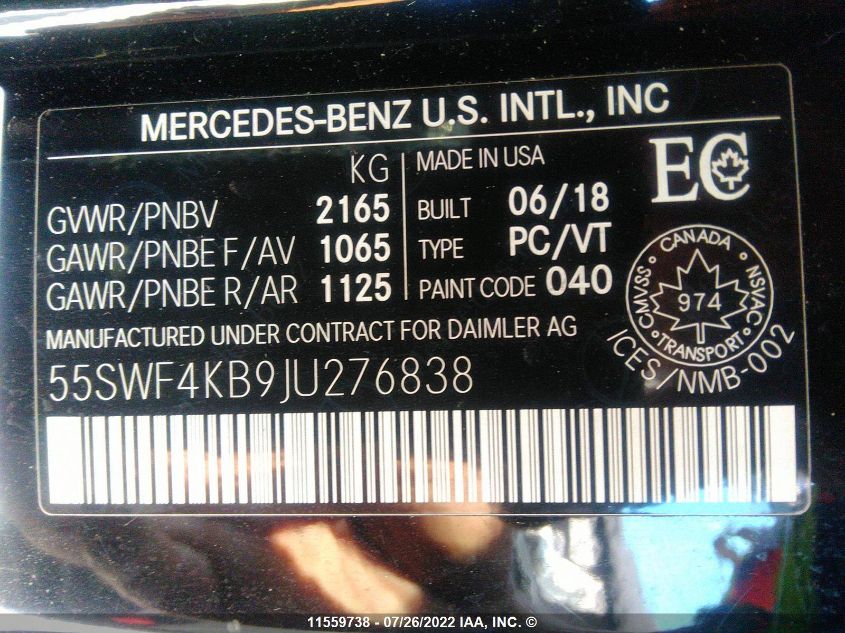 MERCEDES-BENZ U.S. INTL., INC
KG
GVWR/PNBV 2165
GAWR/PNBE F/AV 1065
GAWR/PNBE R/AR 1125
MADE IN USA
BUILT 06/18
TYPE PC/VT
PAINT CODE 040
EC
CANADA
CMVSS 974 NSVAC
TRANSPORT
ICES/NMB-002
MANUFACTURED UNDER CONTRACT FOR DAIMLER AG
55SWF4KB9JU276838
11559738 - 07/26/2022 IAA, INC. ©